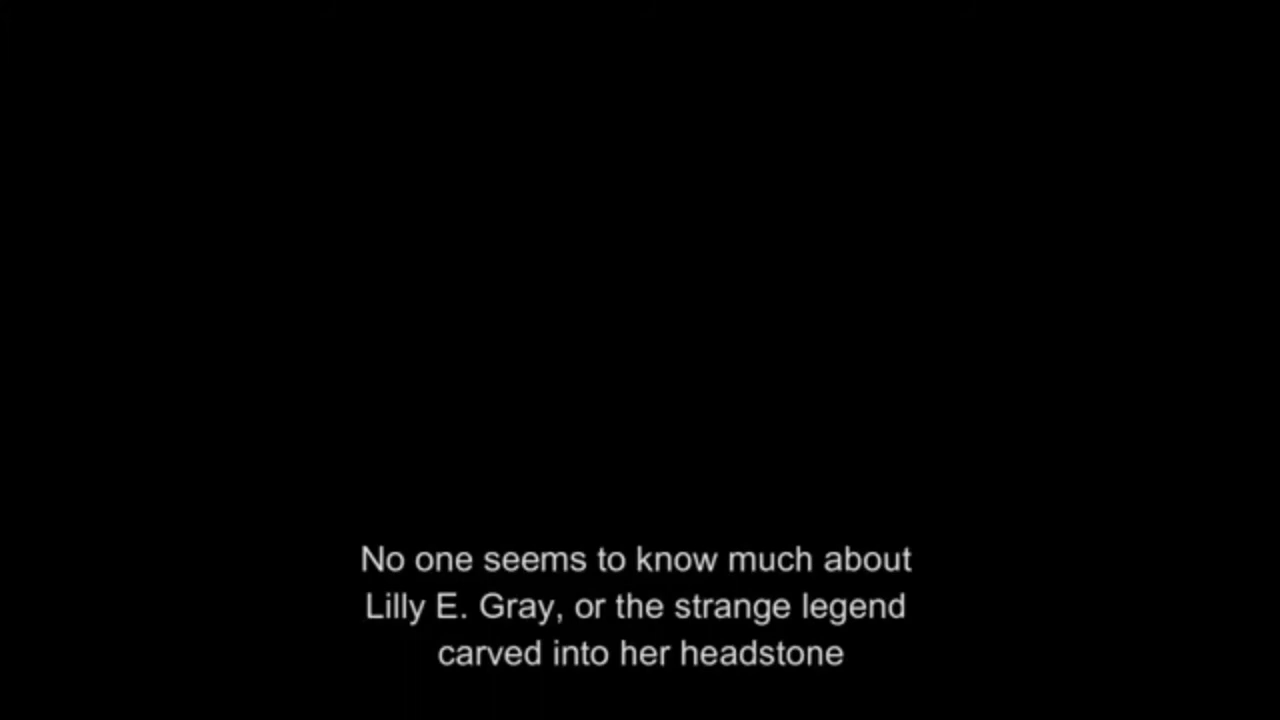 No one seems to know much about
Lilly E. Gray, or the strange legend
carved into her headstone